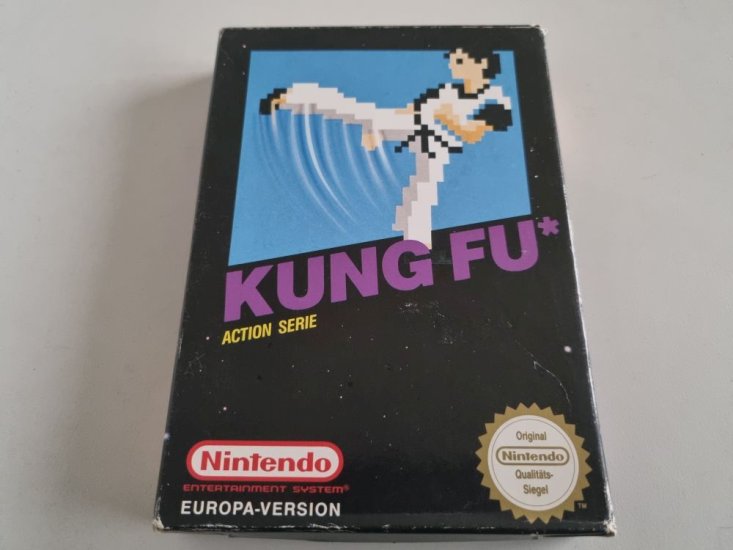 KUNG FU*
ACTION SERIE
Nintendo
ENTERTAINMENT SYSTEM®
EUROPA-VERSION
Original
Nintendo
Qualitäts-
Siegel
TM